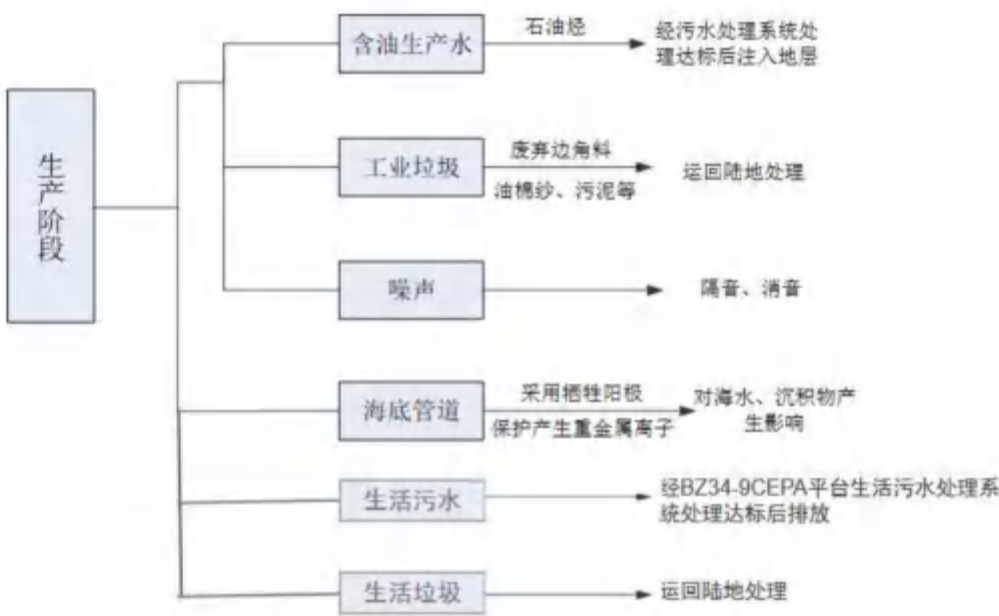 生产阶段
含油生产水
石油烃
经污水处理系统处
理达标后注入地层
工业垃圾
废弃边角料
油棉纱、污泥等
运回陆地处理
噪声
隔音、消音
海底管道
采用牺牲阳极
保护产生重金属离子
对海水、沉积物产
生影响
生活污水
经BZ34-9CEPA平台生活污水处理系
统处理达标后排放
生活垃圾
运回陆地处理